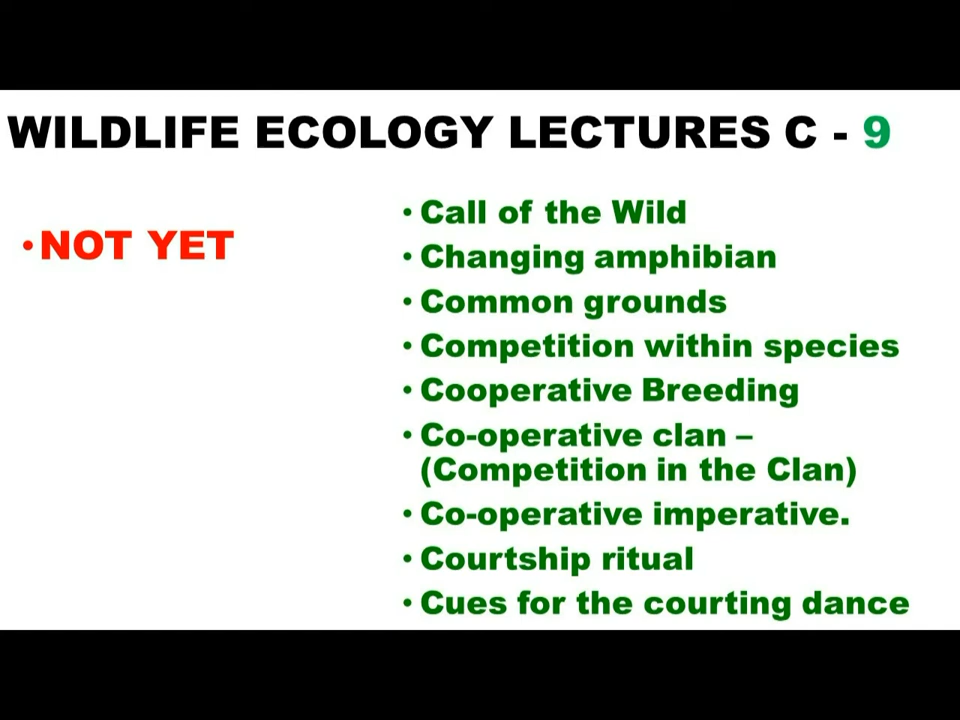 WILDLIFE ECOLOGY LECTURES C - 9
• NOT YET
• Call of the Wild
• Changing amphibian
• Common grounds
• Competition within species
• Cooperative Breeding
• Co-operative clan –
(Competition in the Clan)
• Co-operative imperative.
• Courtship ritual
• Cues for the courting dance